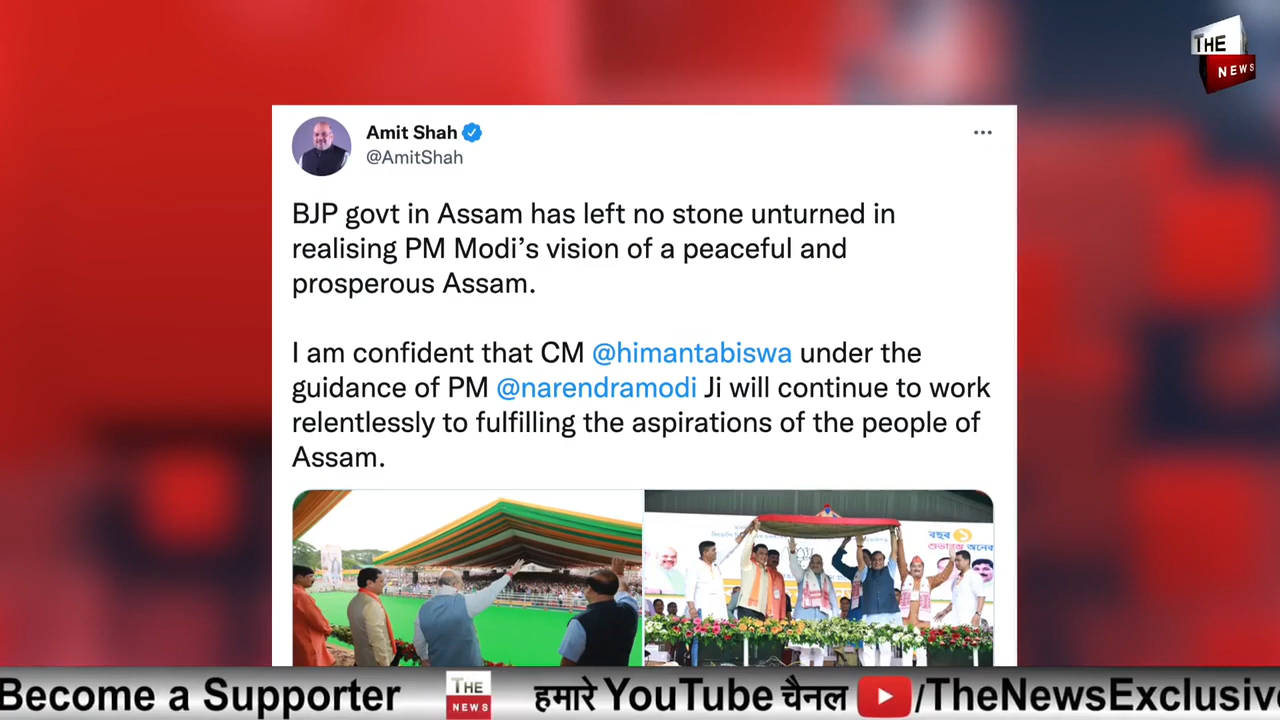 THE
NEWS
Amit Shah
@AmitShah
BJP govt in Assam has left no stone unturned in
realising PM Modi’s vision of a peaceful and
prosperous Assam.
I am confident that CM @himantabiswa under the
guidance of PM @narendramodi Ji will continue to work
relentlessly to fulfilling the aspirations of the people of
Assam.
বছৰ
Become a Supporter THE NEWS हमारे YouTube चैनल /TheNewsExclusive